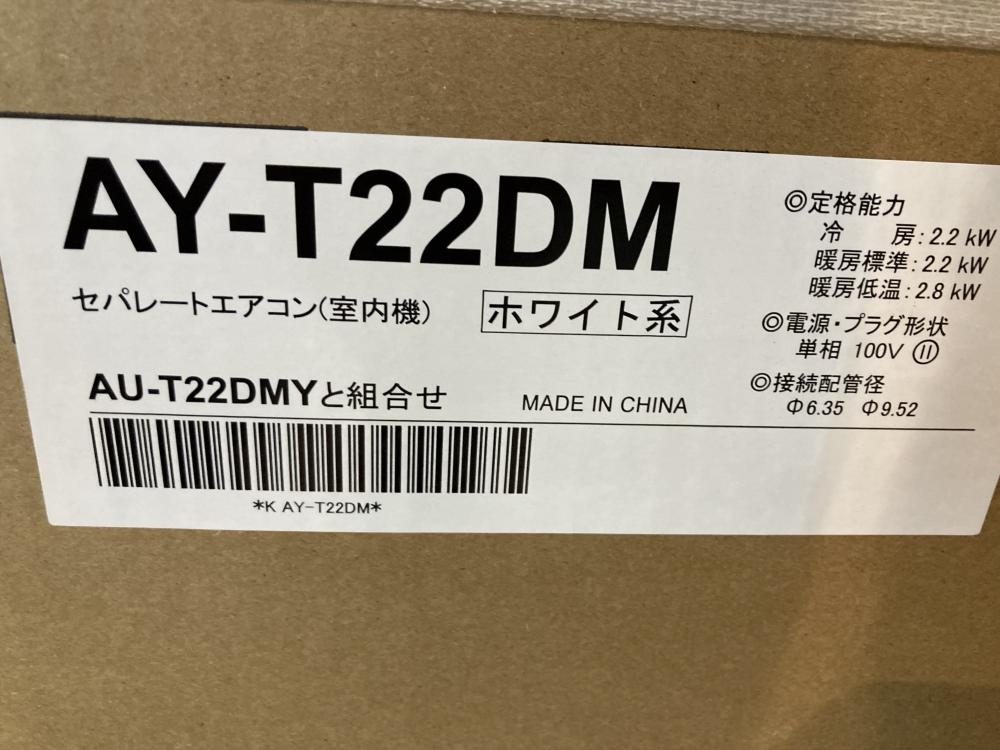 AY-T22DM
セパレートエアコン(室内機)
ホワイト系
AU-T22DMYと組合せ
MADE IN CHINA
*K AY-T22DM*
◎定格能力
冷 房:2.2 kW
暖房標準:2.2 kW
暖房低温:2.8 kW
◎電源・プラグ形状
単相 100V
◎接続配管径
Φ6.35 Φ9.52